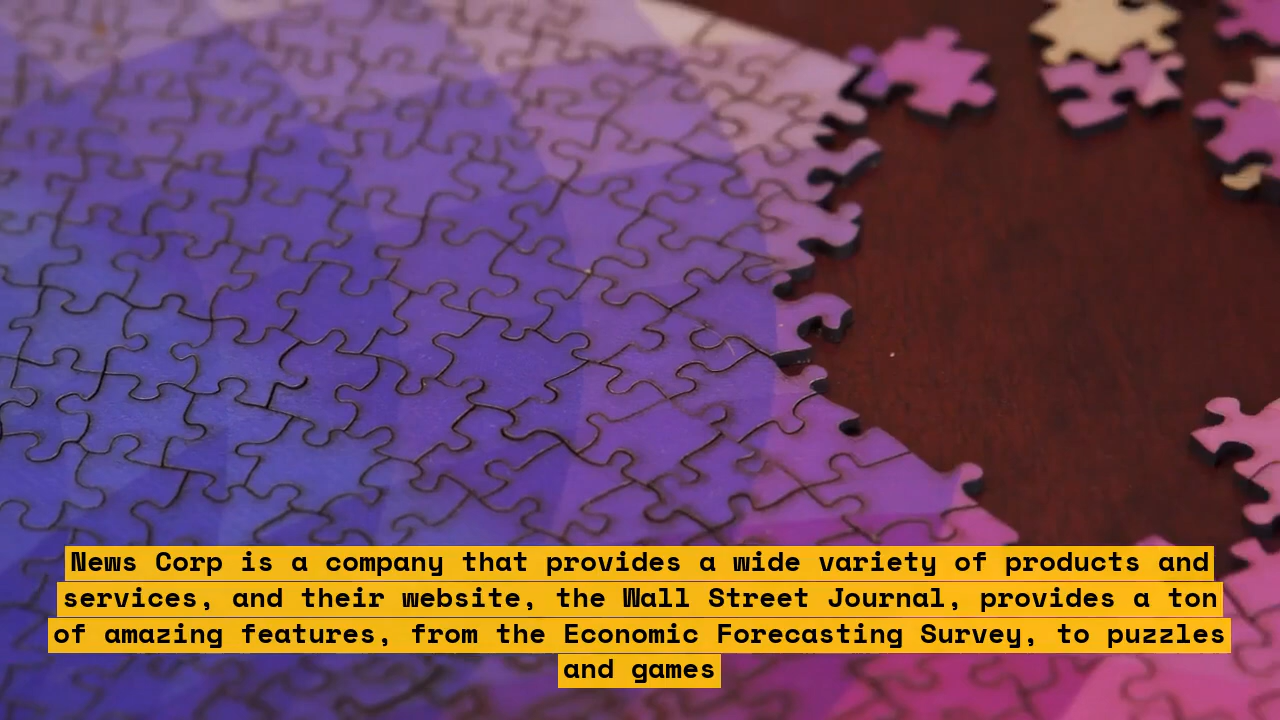 News Corp is a company that provides a wide variety of products and
services, and their website, the Wall Street Journal, provides a ton
of amazing features, from the Economic Forecasting Survey, to puzzles
and games